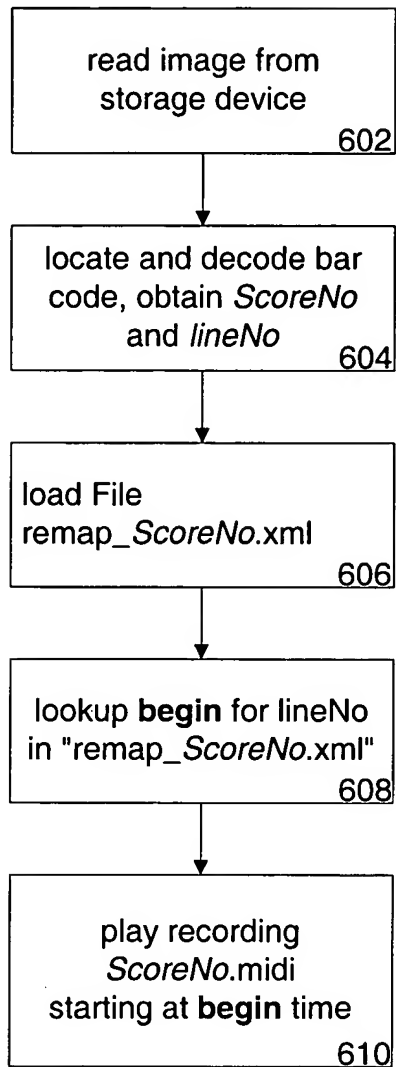 read image from
storage device
602
locate and decode bar
code, obtain ScoreNo
and lineNo
604
load File
remap_ScoreNo.xml
606
lookup begin for lineNo
in "remap_ScoreNo.xml"
608
play recording
ScoreNo.midi
starting at begin time
610